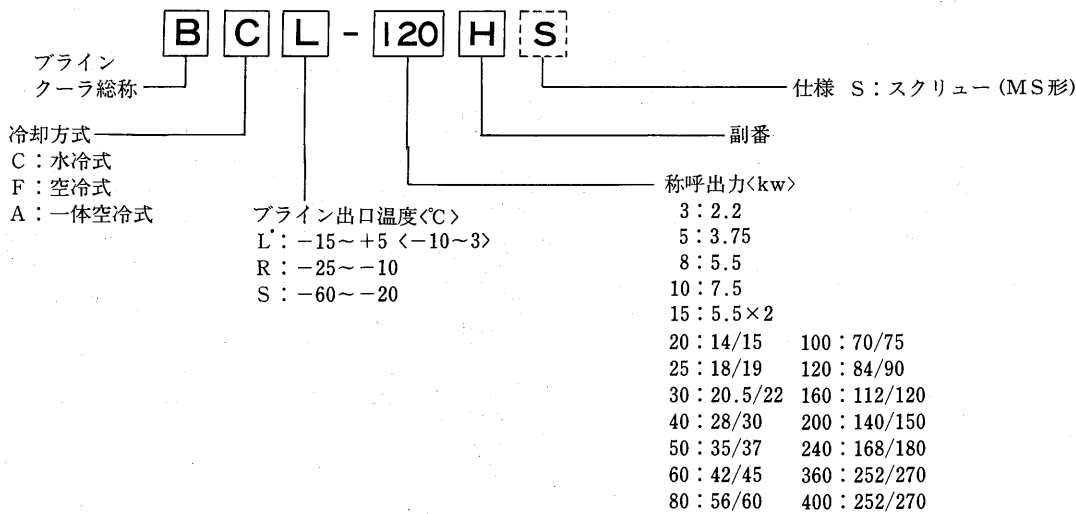 BCL-120HS
ブライン
クーラ総称
仕様 S：スクリュー(MS形)
冷却方式
C：水冷式
F：空冷式
A：一体空冷式
副番
ブライン出口温度<℃>
L：－15～＋5 <－10～3>
R：－25～－10
S：－60～－20
称呼出力<kw>
3：2.2
5：3.75
8：5.5
10：7.5
15：5.5×2
20：14/15 100：70/75
25：18/19 120：84/90
30：20.5/22 160：112/120
40：28/30 200：140/150
50：35/37 240：168/180
60：42/45 360：252/270
80：56/60 400：252/270